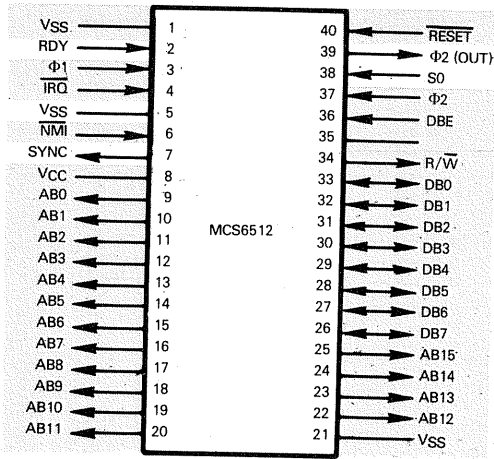 VSS 1
RDY 2
Φ1 3
IRQ 4
VSS 5
NMI 6
SYNC 7
VCC 8
AB0 9
AB1 10
AB2 11
AB3 12
AB4 13
AB5 14
AB6 15
AB7 16
AB8 17
AB9 18
AB10 19
AB11 20
MCS6512
40 RESET
39 Φ2 (OUT)
38 S0
37 Φ2
36 DBE
35
34 R/W
33 DB0
32 DB1
31 DB2
30 DB3
29 DB4
28 DB5
27 DB6
26 DB7
25 AB15
24 AB14
23 AB13
22 AB12
21 VSS